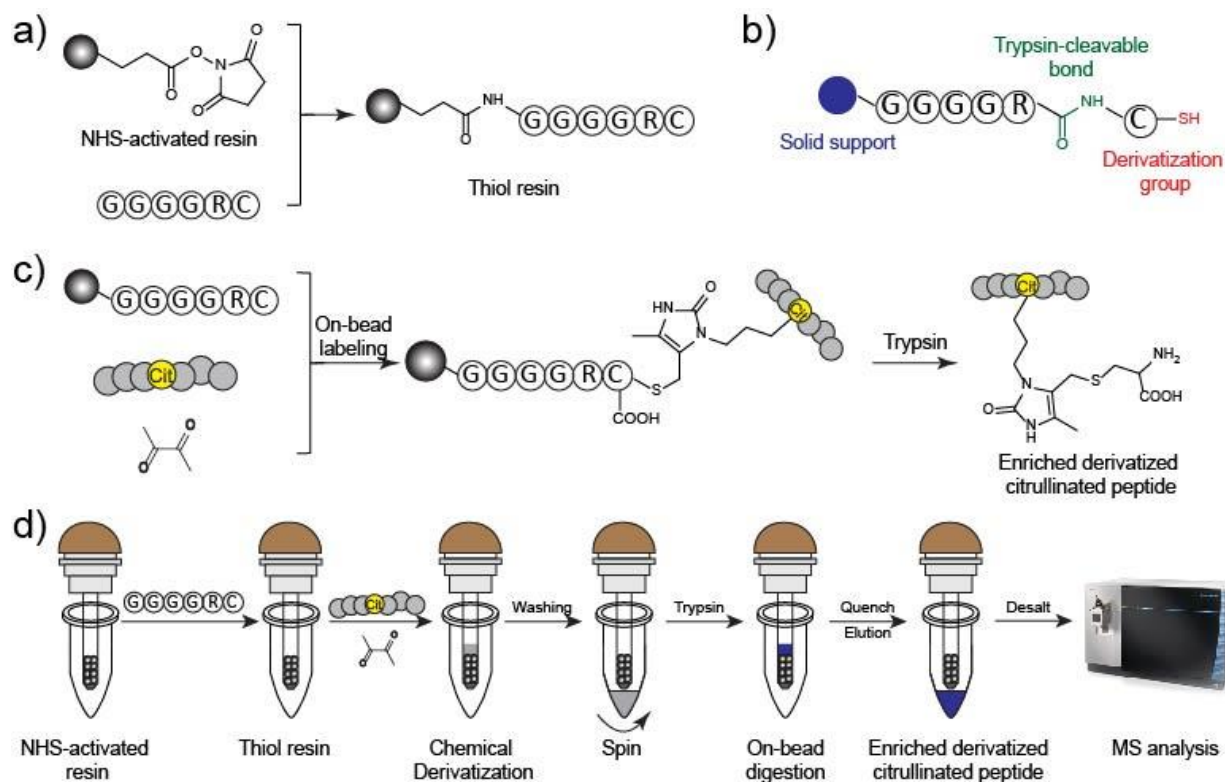 a)
O
O
N
O
O
NHS-activated resin
GGGGRC
NH
O
GGGGRC
Thiol resin
b)
Trypsin-cleavable
bond
GGGGR
NH
O
C
SH
Solid support
Derivatization
group
c)
GGGGRC
Cit
O
O
On-bead
labeling
GGGGRC
S
COOH
HN
O
N
Cit
Trypsin
Cit
N
O
N
H
S
NH2
COOH
Enriched derivatized
citrullinated peptide
d)
GGGGRC
Cit
O
O
Washing
Trypsin
Quench
Elution
Desalt
NHS-activated
resin
Thiol resin
Chemical
Derivatization
Spin
On-bead
digestion
Enriched derivatized
citrullinated peptide
MS analysis